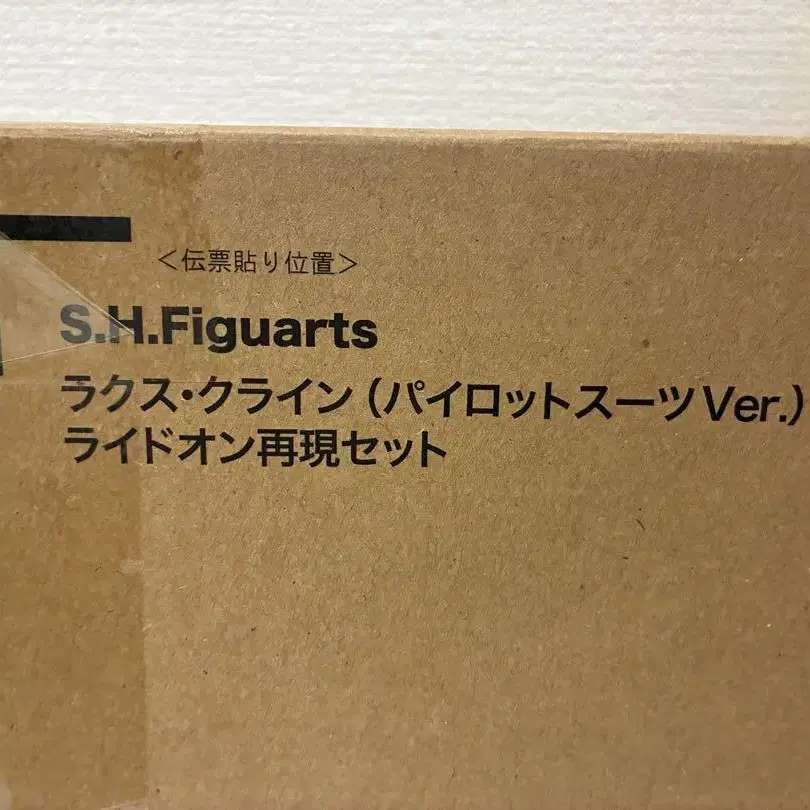 <伝票貼り位置>
S.H.Figuarts
ラクス・クライン(パイロットスーツVer.)
ライドオン再現セット